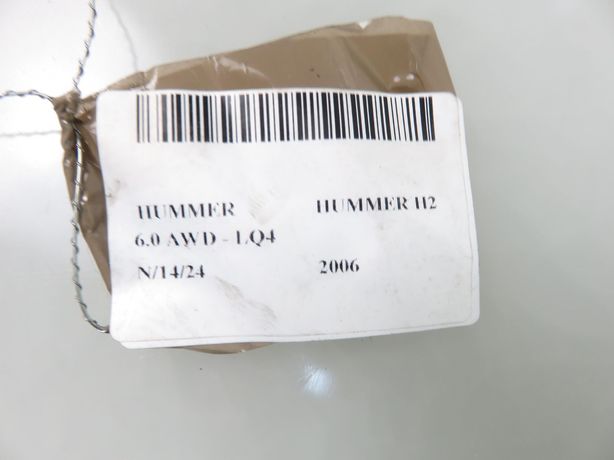 HUMMER HUMMER H2
6.0 AWD - LQ4
N/14/24 2006